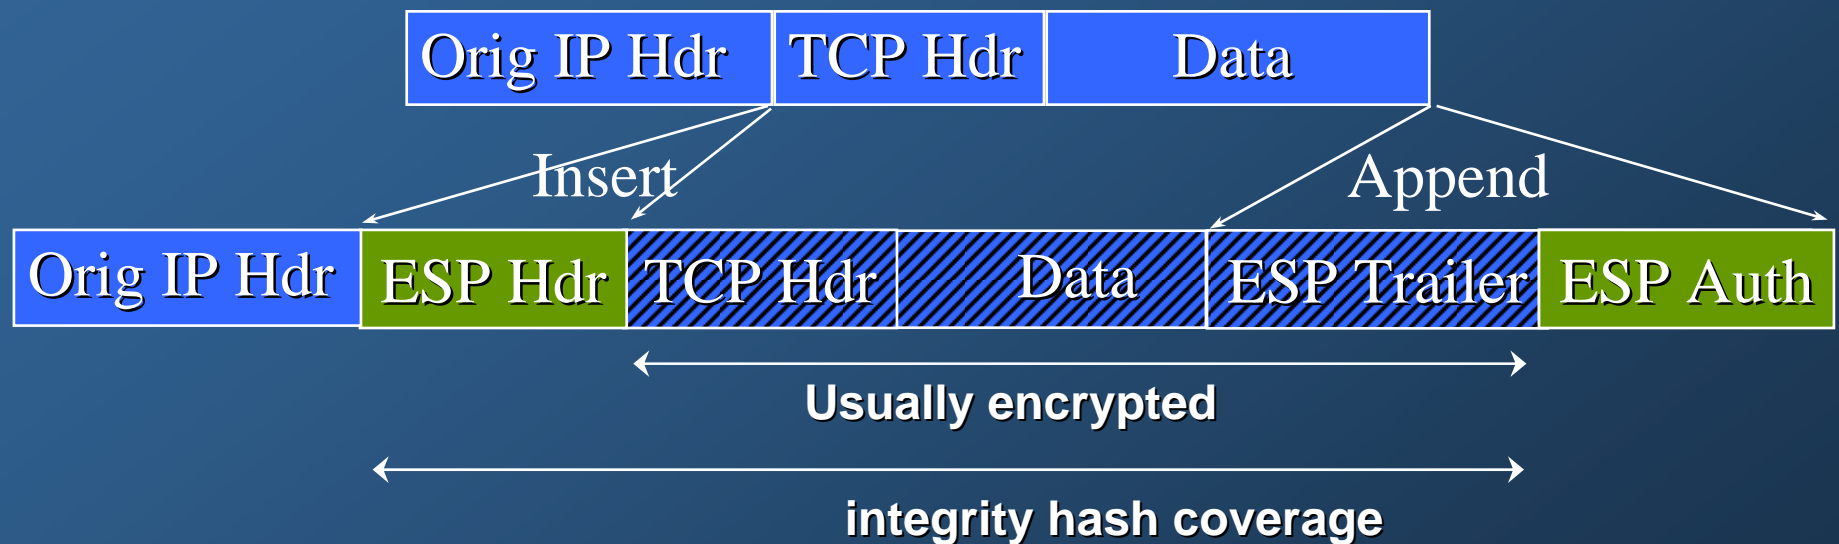 Orig IP Hdr TCP Hdr Data
Insert Append
Orig IP Hdr ESP Hdr TCP Hdr Data ESP Trailer ESP Auth
Usually encrypted
integrity hash coverage